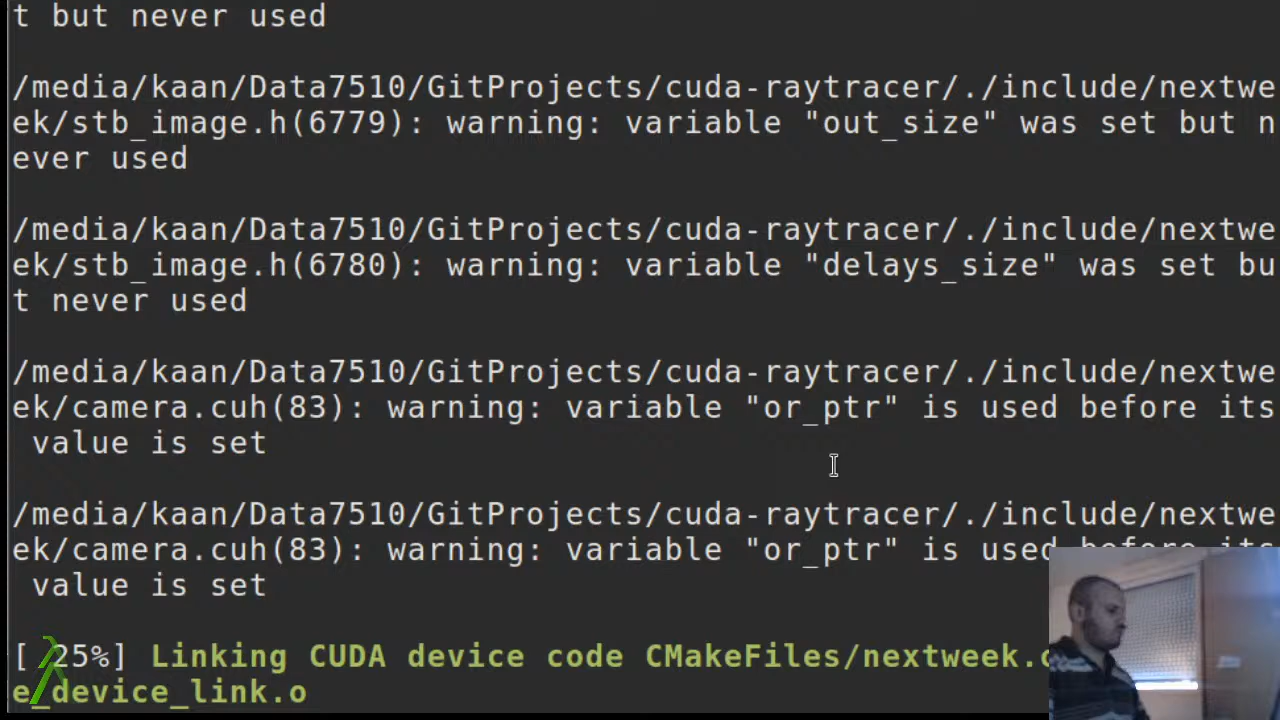 t but never used
/media/kaan/Data7510/GitProjects/cuda-raytracer/./include/nextwe
ek/stb_image.h(6779): warning: variable "out_size" was set but n
ever used
/media/kaan/Data7510/GitProjects/cuda-raytracer/./include/nextwe
ek/stb_image.h(6780): warning: variable "delays_size" was set bu
t never used
/media/kaan/Data7510/GitProjects/cuda-raytracer/./include/nextwe
ek/camera.cuh(83): warning: variable "or_ptr" is used before its
value is set
/media/kaan/Data7510/GitProjects/cuda-raytracer/./include/nextwe
ek/camera.cuh(83): warning: variable "or_ptr" is used before its
value is set
[ 25%] Linking CUDA device code CMakeFiles/nextweek.
e_device_link.o